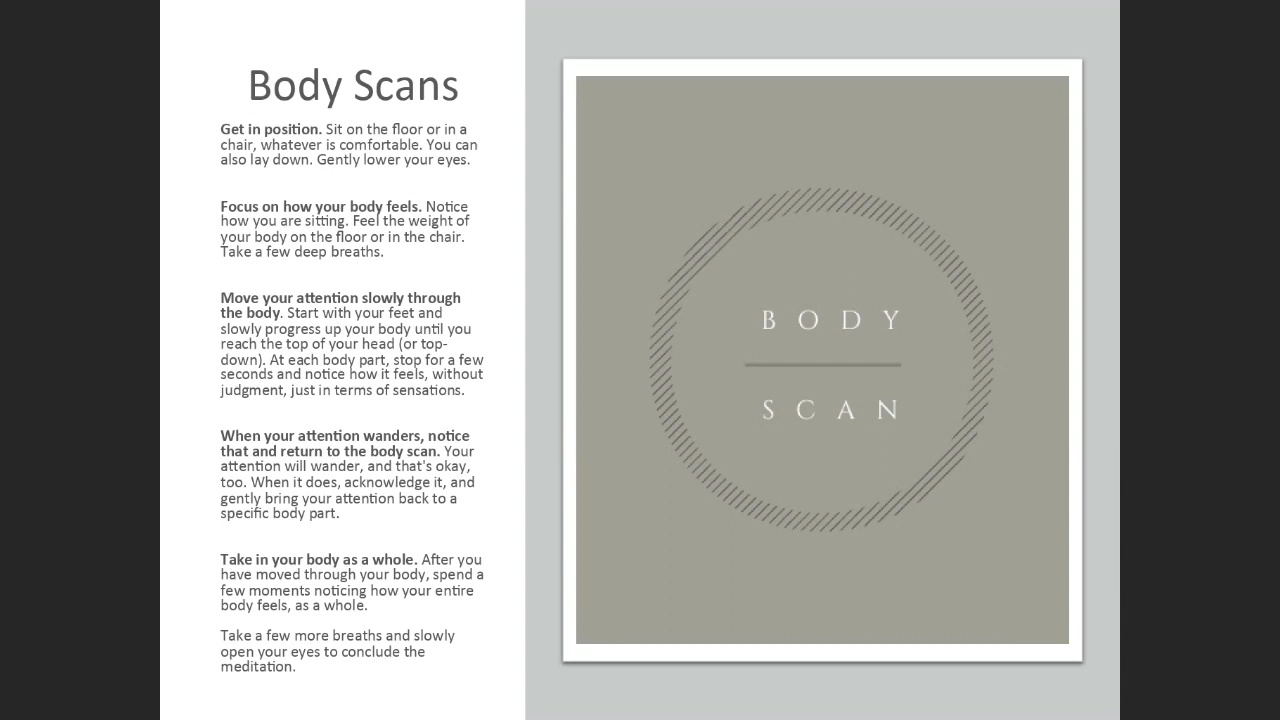 Body Scans
Get in position. Sit on the floor or in a
chair, whatever is comfortable. You can
also lay down. Gently lower your eyes.
Focus on how your body feels. Notice
how you are sitting. Feel the weight of
your body on the floor or in the chair.
Take a few deep breaths.
Move your attention slowly through
the body. Start with your feet and
slowly progress up your body until you
reach the top of your head (or top-
down). At each body part, stop for a few
seconds and notice how it feels, without
judgment, just in terms of sensations.
When your attention wanders, notice
that and return to the body scan. Your
attention will wander, and that's okay,
too. When it does, acknowledge it, and
gently bring your attention back to a
specific body part.
Take in your body as a whole. After you
have moved through your body, spend a
few moments noticing how your entire
body feels, as a whole.
Take a few more breaths and slowly
open your eyes to conclude the
meditation.
BODY
SCAN